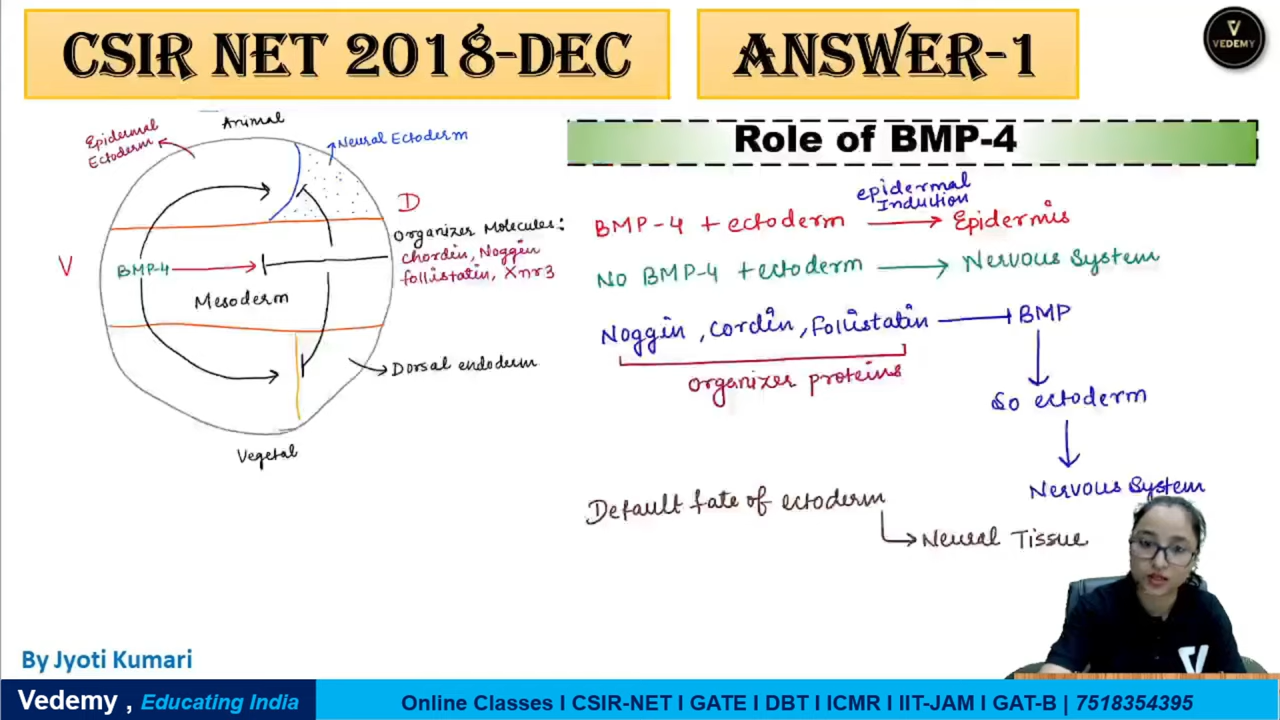 CSIR NET 2018-DEC
ANSWER-1
V
VEDEMY
Animal
Epidermal
Ectoderm
Neural Ectoderm
D
Organizer Molecules:
chordin, Noggin
follistatin, Xnr3
V
BMP-4
Mesoderm
Dorsal endoderm
Vegetal
Role of BMP-4
epidermal
Induction
BMP-4 + ectoderm → Epidermis
No BMP-4 + ectoderm → Nervous System
Noggin, Cordin, Follistatin ⊣ BMP
organizer proteins
So ectoderm
Nervous System
Default fate of ectoderm
Neural Tissue
By Jyoti Kumari
Vedemy , Educating India
Online Classes I CSIR-NET I GATE I DBT I ICMR I IIT-JAM I GAT-B | 7518354395